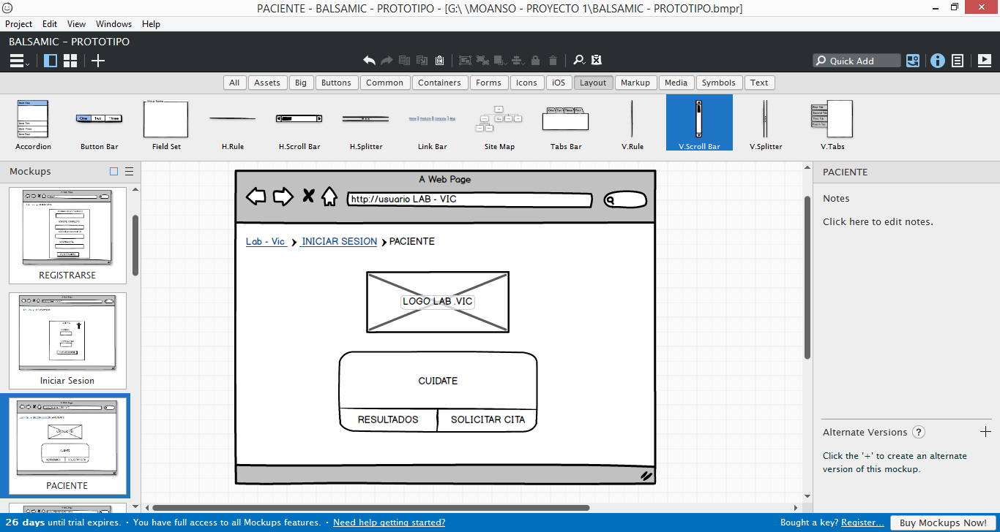 PACIENTE - BALSAMIC - PROTOTIPO - [G:\ \MOANSO - PROYECTO 1\BALSAMIC - PROTOTIPO.bmpr]
Project Edit View Windows Help
BALSAMIC - PROTOTIPO
Quick Add
All Assets Big Buttons Common Containers Forms Icons iOS Layout Markup Media Symbols Text
Accordion Button Bar Field Set H.Rule H.Scroll Bar H.Splitter Link Bar Site Map Tabs Bar V.Rule V.Scroll Bar V.Splitter V.Tabs
Mockups
REGISTRARSE
Iniciar Sesion
PACIENTE
A Web Page
http://usuario LAB - VIC
Lab - Vic INICIAR SESION PACIENTE
LOGO LAB .VIC
CUIDATE
RESULTADOS SOLICITAR CITA
PACIENTE
Notes
Click here to edit notes.
Alternate Versions ?
Click the '+' to create an alternate
version of this mockup.
26 days until trial expires. · You have full access to all Mockups features. · Need help getting started?
Bought a key? Register... Buy Mockups Now!